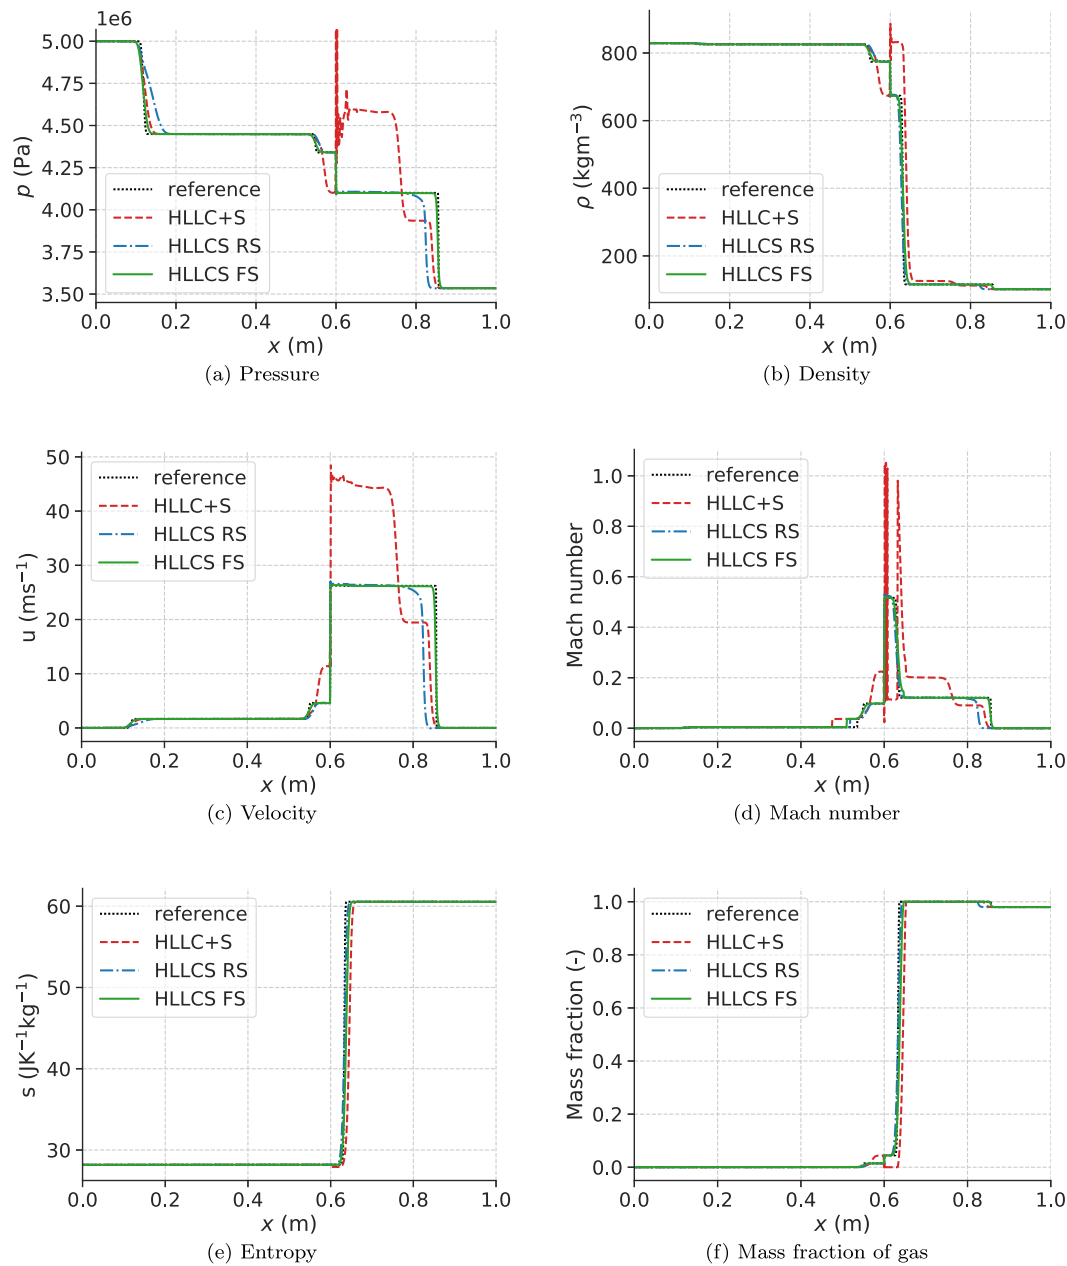 1e6
5.00
4.75
4.50
4.25
4.00
3.75
3.50
p (Pa)
reference
HLLC+S
HLLCS RS
HLLCS FS
0.0 0.2 0.4 0.6 0.8 1.0
x (m)
(a) Pressure
800
600
400
200
ρ (kgm⁻³)
reference
HLLC+S
HLLCS RS
HLLCS FS
0.0 0.2 0.4 0.6 0.8 1.0
x (m)
(b) Density
50
40
30
20
10
0
u (ms⁻¹)
reference
HLLC+S
HLLCS RS
HLLCS FS
0.0 0.2 0.4 0.6 0.8 1.0
x (m)
(c) Velocity
1.0
0.8
0.6
0.4
0.2
0.0
Mach number
reference
HLLC+S
HLLCS RS
HLLCS FS
0.0 0.2 0.4 0.6 0.8 1.0
x (m)
(d) Mach number
60
50
40
30
s (JK⁻¹kg⁻¹)
reference
HLLC+S
HLLCS RS
HLLCS FS
0.0 0.2 0.4 0.6 0.8 1.0
x (m)
(e) Entropy
1.0
0.8
0.6
0.4
0.2
0.0
Mass fraction (-)
reference
HLLC+S
HLLCS RS
HLLCS FS
0.0 0.2 0.4 0.6 0.8 1.0
x (m)
(f) Mass fraction of gas